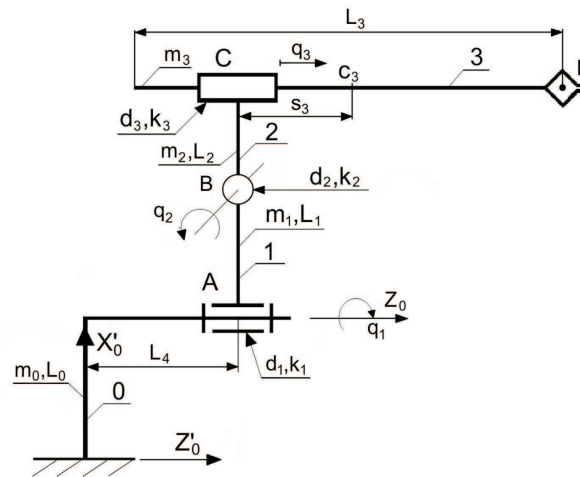 L₃
m₃
C
q₃
c₃
3
d₃,k₃
s₃
2
m₂,L₂
B
d₂,k₂
q₂
m₁,L₁
1
A
Z₀
q₁
X'₀
L₄
d₁,k₁
m₀,L₀
0
Z'₀